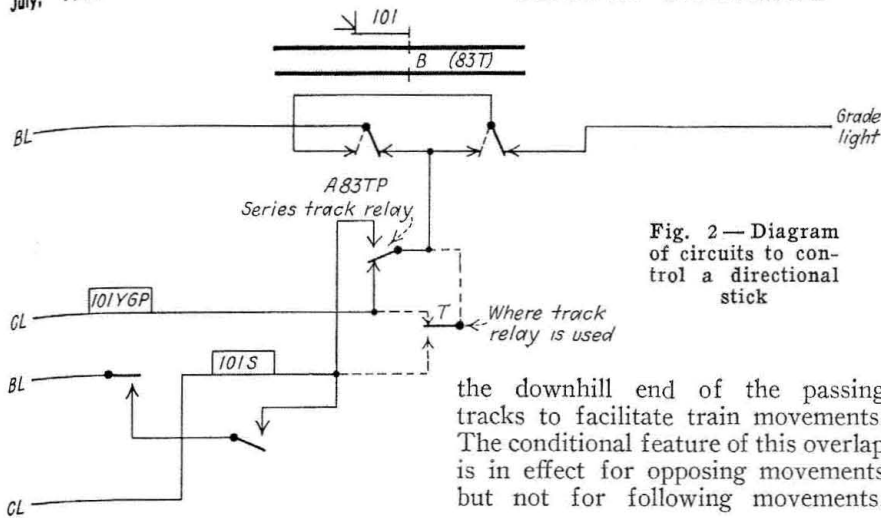 July,
101
B (83T)
BL
Grade
light
A83TP
Series track relay
Fig. 2 — Diagram
of circuits to con-
trol a directional
stick
101YGP
CL
T
Where track
relay is used
BL
101S
CL
the downhill end of the passing
tracks to facilitate train movements
The conditional feature of this overlap
is in effect for opposing movements
but not for following movements